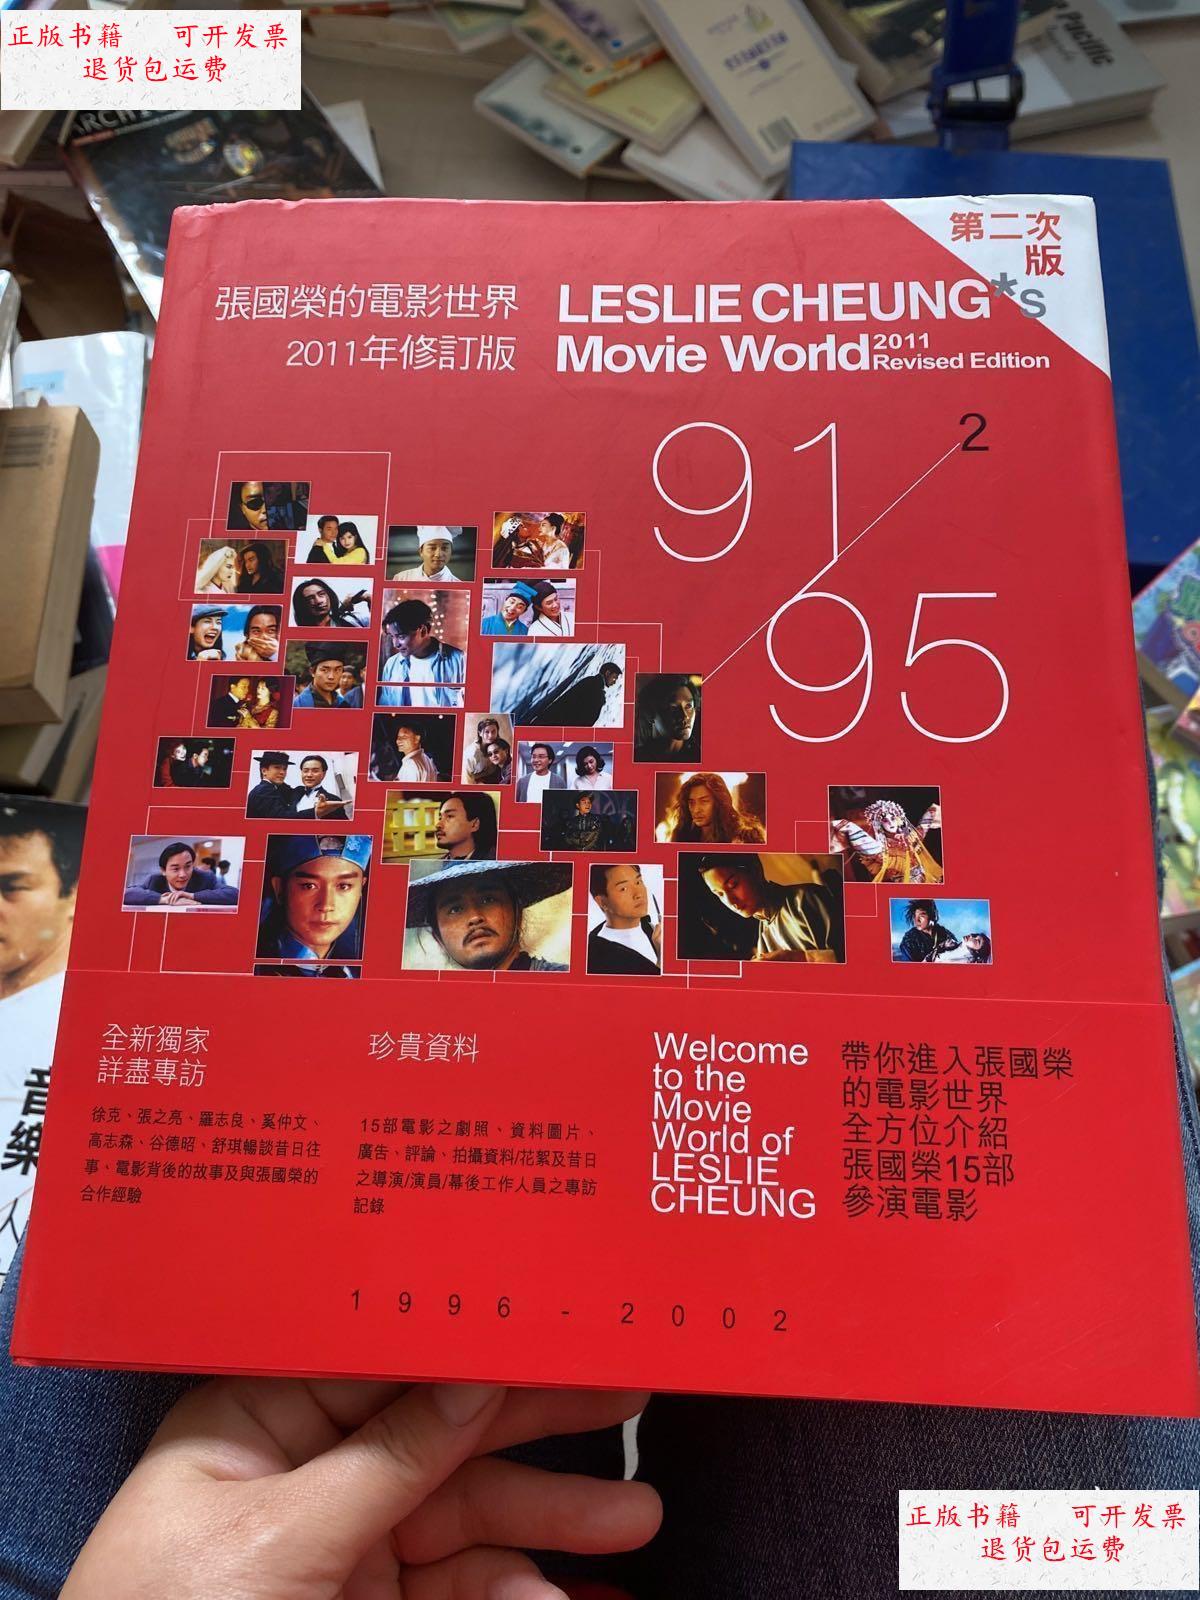 正版书籍 可开发票
退货包运费
ARCHI
Pacific
第二次
版
張國榮的電影世界
2011年修訂版
LESLIE CHEUNG*s
Movie World 2011
Revised Edition
91
2
95
全新獨家
詳盡專訪
徐克、張之亮、羅志良、奚仲文、
高志森、谷德昭、舒琪暢談昔日往
事、電影背後的故事及與張國榮的
合作經驗
珍貴資料
15部電影之劇照、資料圖片、
廣告、評論、拍攝資料/花絮及昔日
之導演/演員/幕後工作人員之專訪
記錄
Welcome
to the
Movie
World of
LESLIE
CHEUNG
帶你進入張國榮
的電影世界
全方位介紹
張國榮15部
參演電影
1996-2002
音
樂
人
正版书籍 可开发票
退货包运费